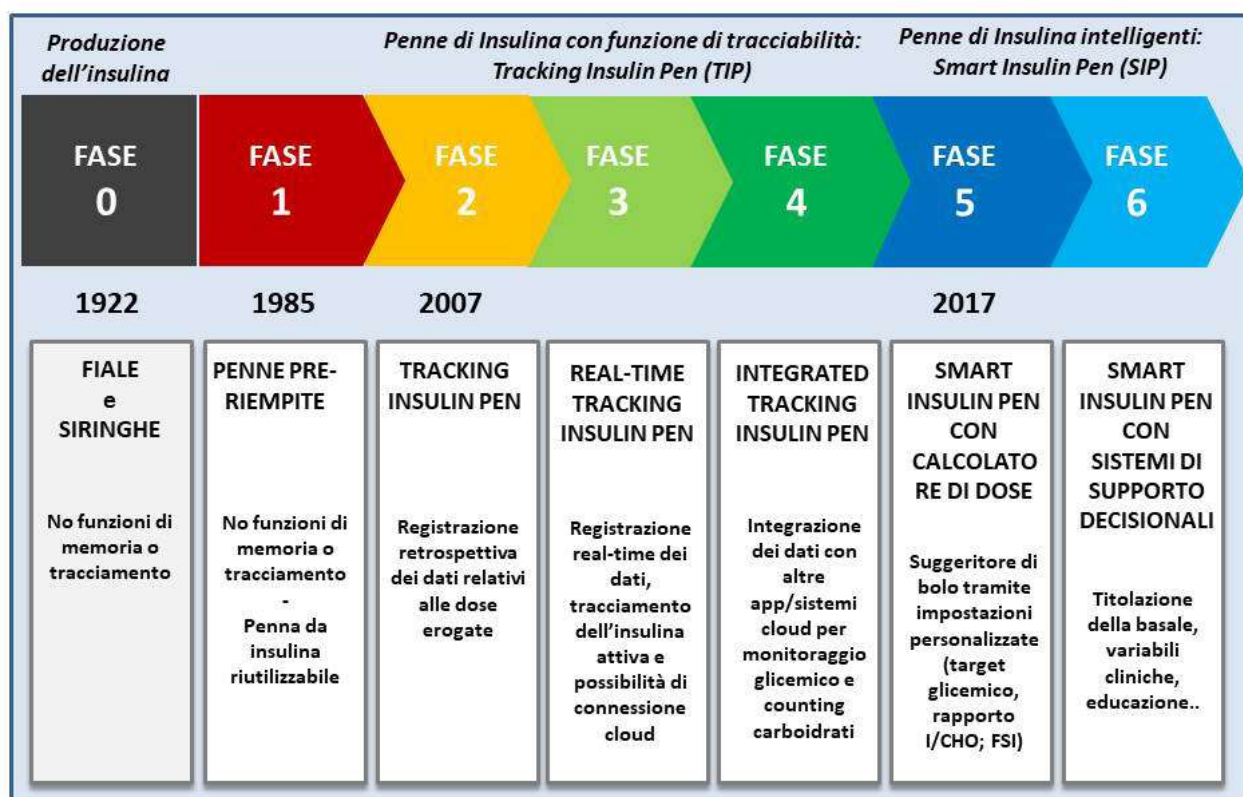 Produzione
dell'insulina
Penne di Insulina con funzione di tracciabilità:
Tracking Insulin Pen (TIP)
Penne di Insulina intelligenti:
Smart Insulin Pen (SIP)
FASE
0
FASE
1
FASE
2
FASE
3
FASE
4
FASE
5
FASE
6
1922
1985
2007
2017
FIALE
e
SIRINGHE
No funzioni di
memoria o
tracciamento
PENNE PRE-
RIEMPITE
No funzioni di
memoria o
tracciamento
-
Penna da
insulina
riutilizzabile
TRACKING
INSULIN PEN
Registrazione
retrospettiva
dei dati relativi
alle dose
erogate
REAL-TIME
TRACKING
INSULIN PEN
Registrazione
real-time dei
dati,
tracciamento
dell'insulina
attiva e
possibilità di
connessione
cloud
INTEGRATED
TRACKING
INSULIN PEN
Integrazione
dei dati con
altre
app/sistemi
cloud per
monitoraggio
glicemico e
counting
carboidrati
SMART
INSULIN PEN
CON
CALCOLATO
RE DI DOSE
Suggeritore di
bolo tramite
impostazioni
personalizzate
(target
glicemico,
rapporto
I/CHO; FSI)
SMART
INSULIN PEN
CON
SISTEMI DI
SUPPORTO
DECISIONALI
Titolazione
della basale,
variabili
cliniche,
educazione..